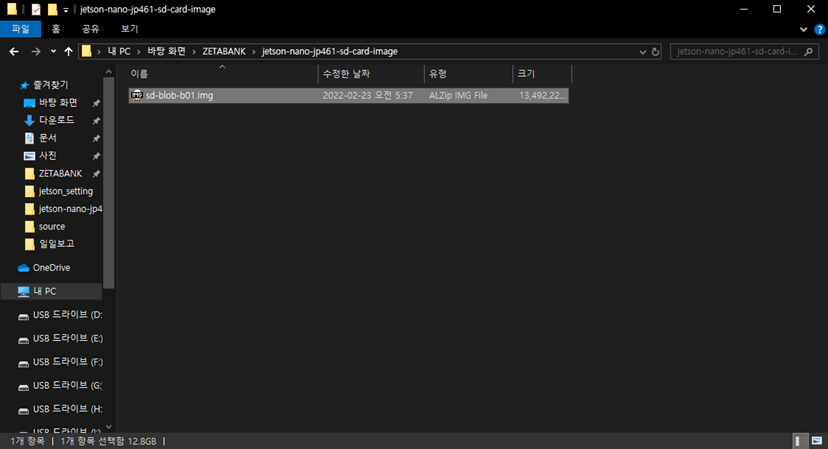 jetson-nano-jp461-sd-card-image
파일 홈 공유 보기
내 PC > 바탕 화면 > ZETABANK > jetson-nano-jp461-sd-card-image
jetson-nano-jp461-sd-card-i...
이름 수정한 날짜 유형 크기
sd-blob-b01.img 2022-02-23 오전 5:37 ALZip IMG File 13,492,22...
즐겨찾기
바탕 화면
다운로드
문서
사진
ZETABANK
jetson_setting
jetson-nano-jp4
source
일일보고
OneDrive
내 PC
USB 드라이브 (D:
USB 드라이브 (E:)
USB 드라이브 (F:)
USB 드라이브 (G:
USB 드라이브 (H:
USB 드라이브 (I:)
1개 항목 1개 항목 선택함 12.8GB